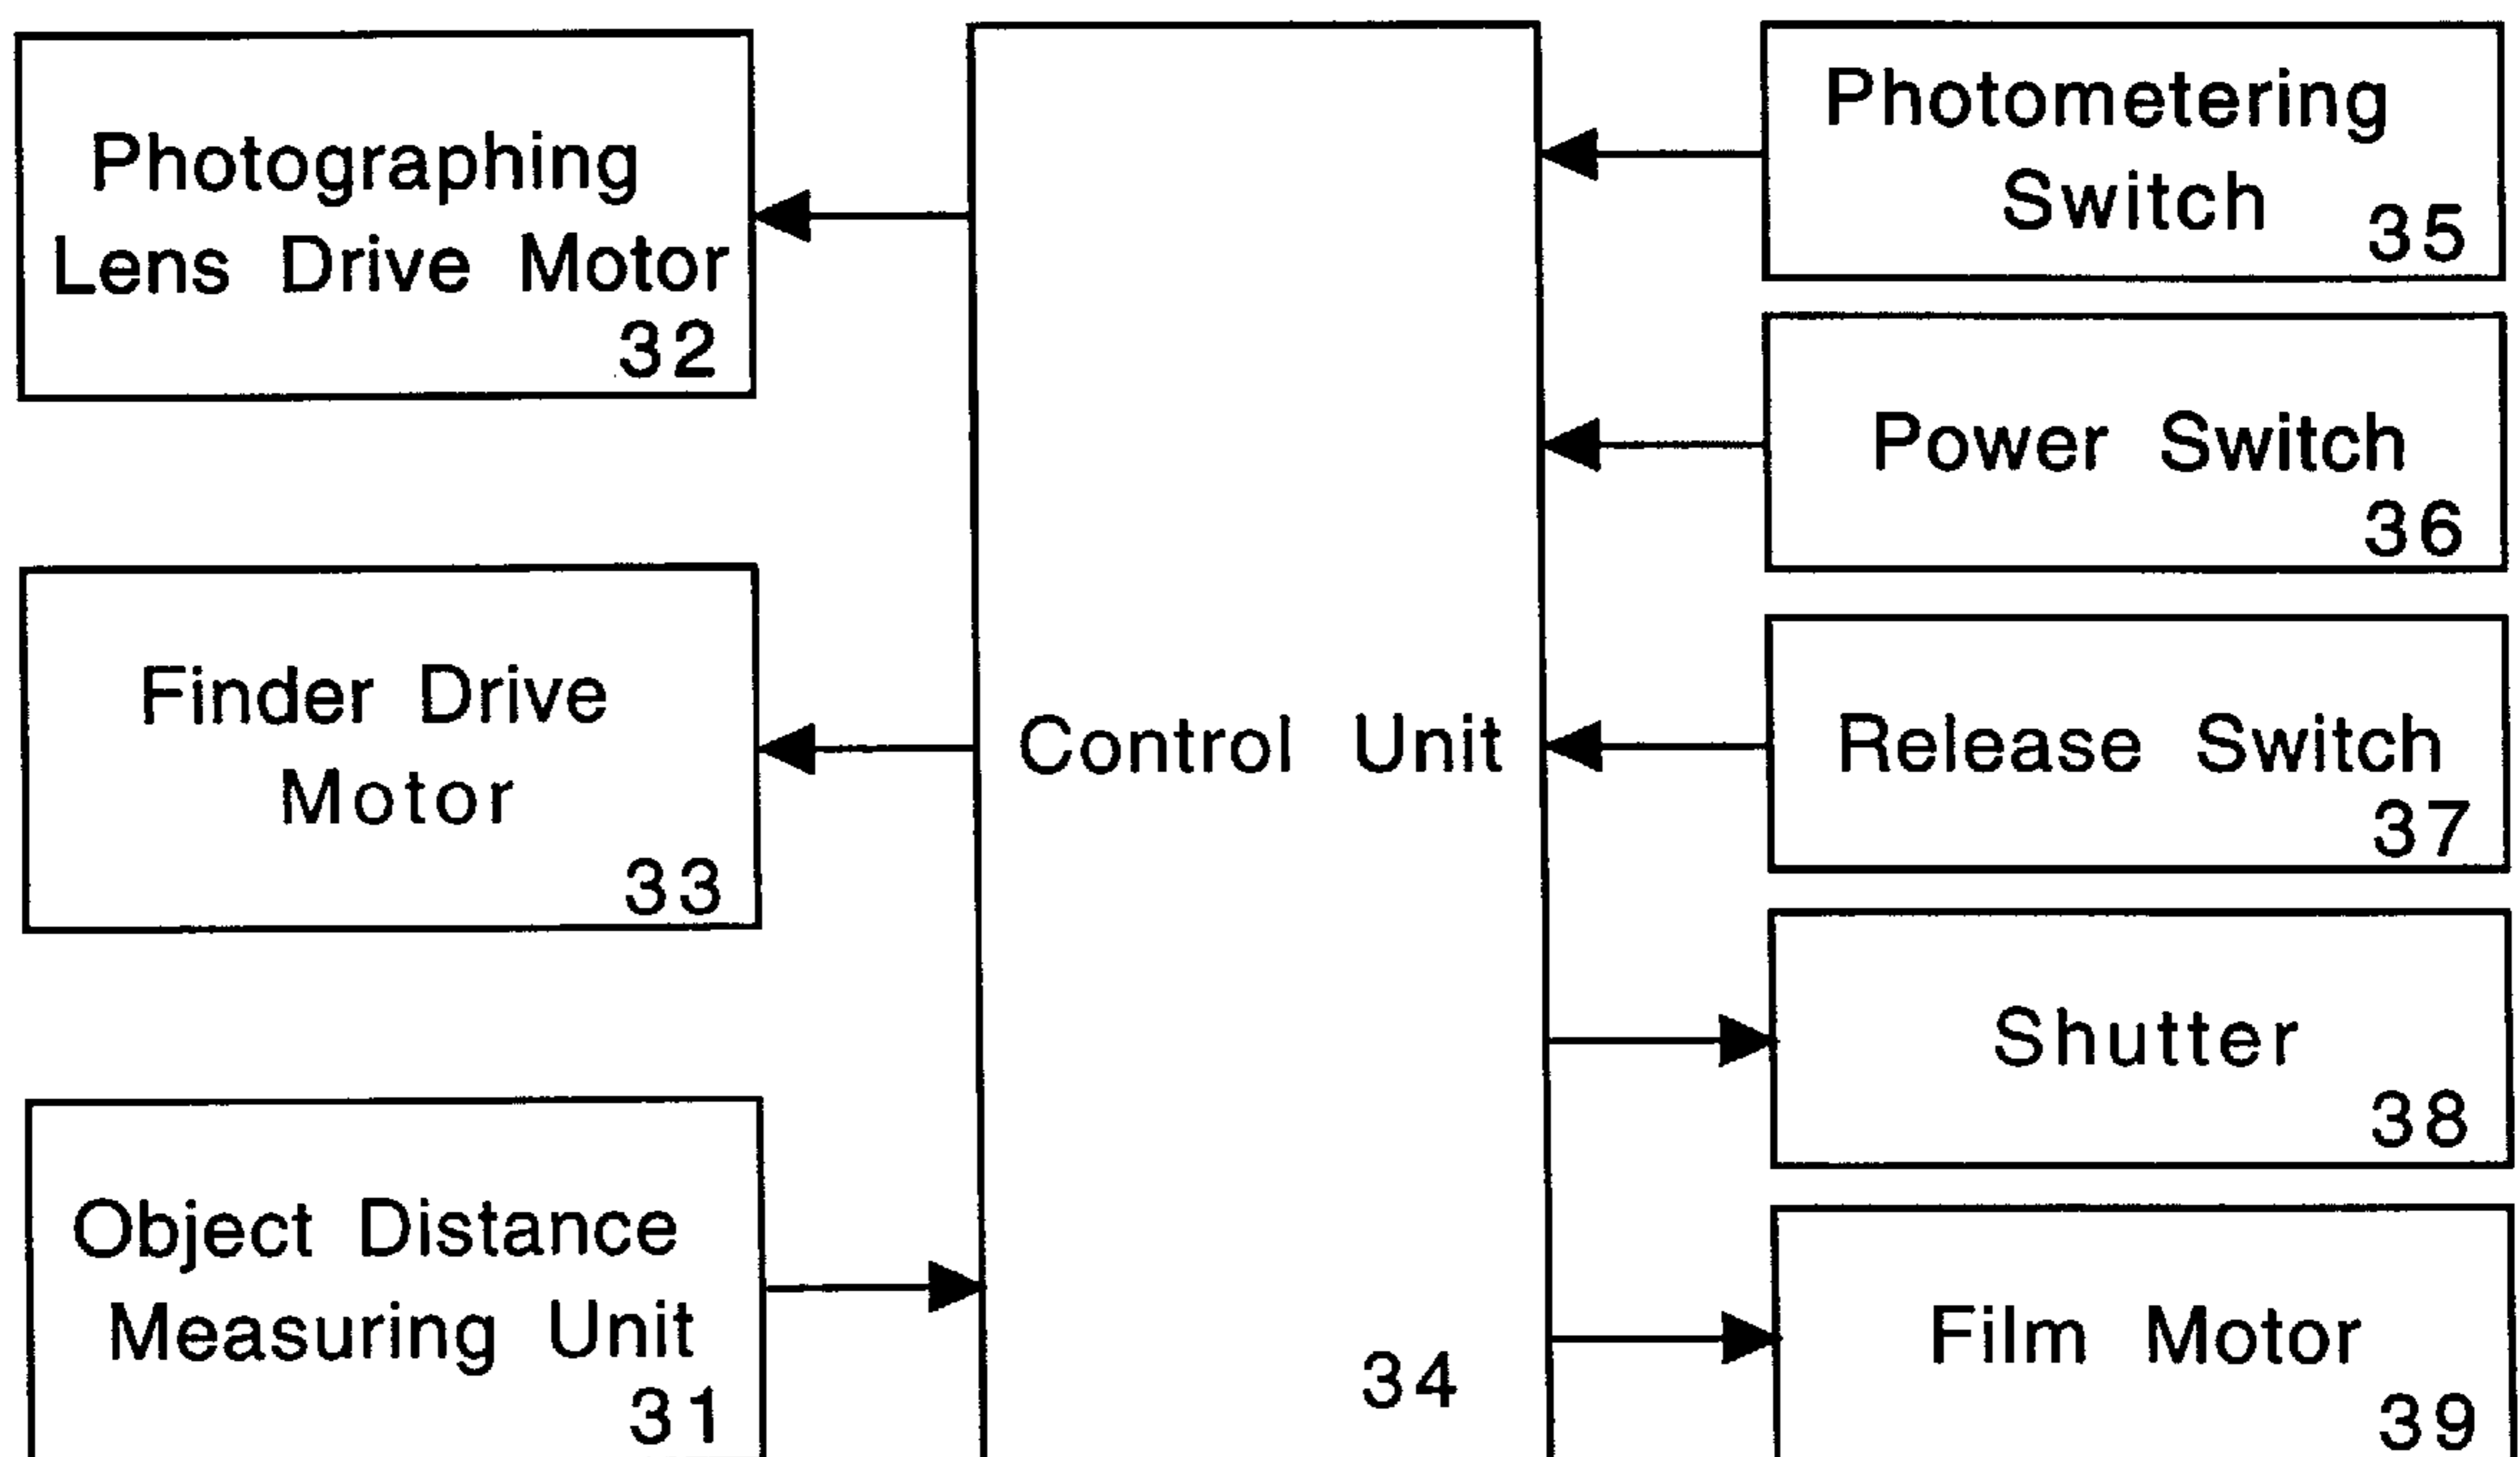 Photographing
Lens Drive Motor
32
Finder Drive
Motor
33
Object Distance
Measuring Unit
31
Control Unit
34
Photometering
Switch
35
Power Switch
36
Release Switch
37
Shutter
38
Film Motor
39